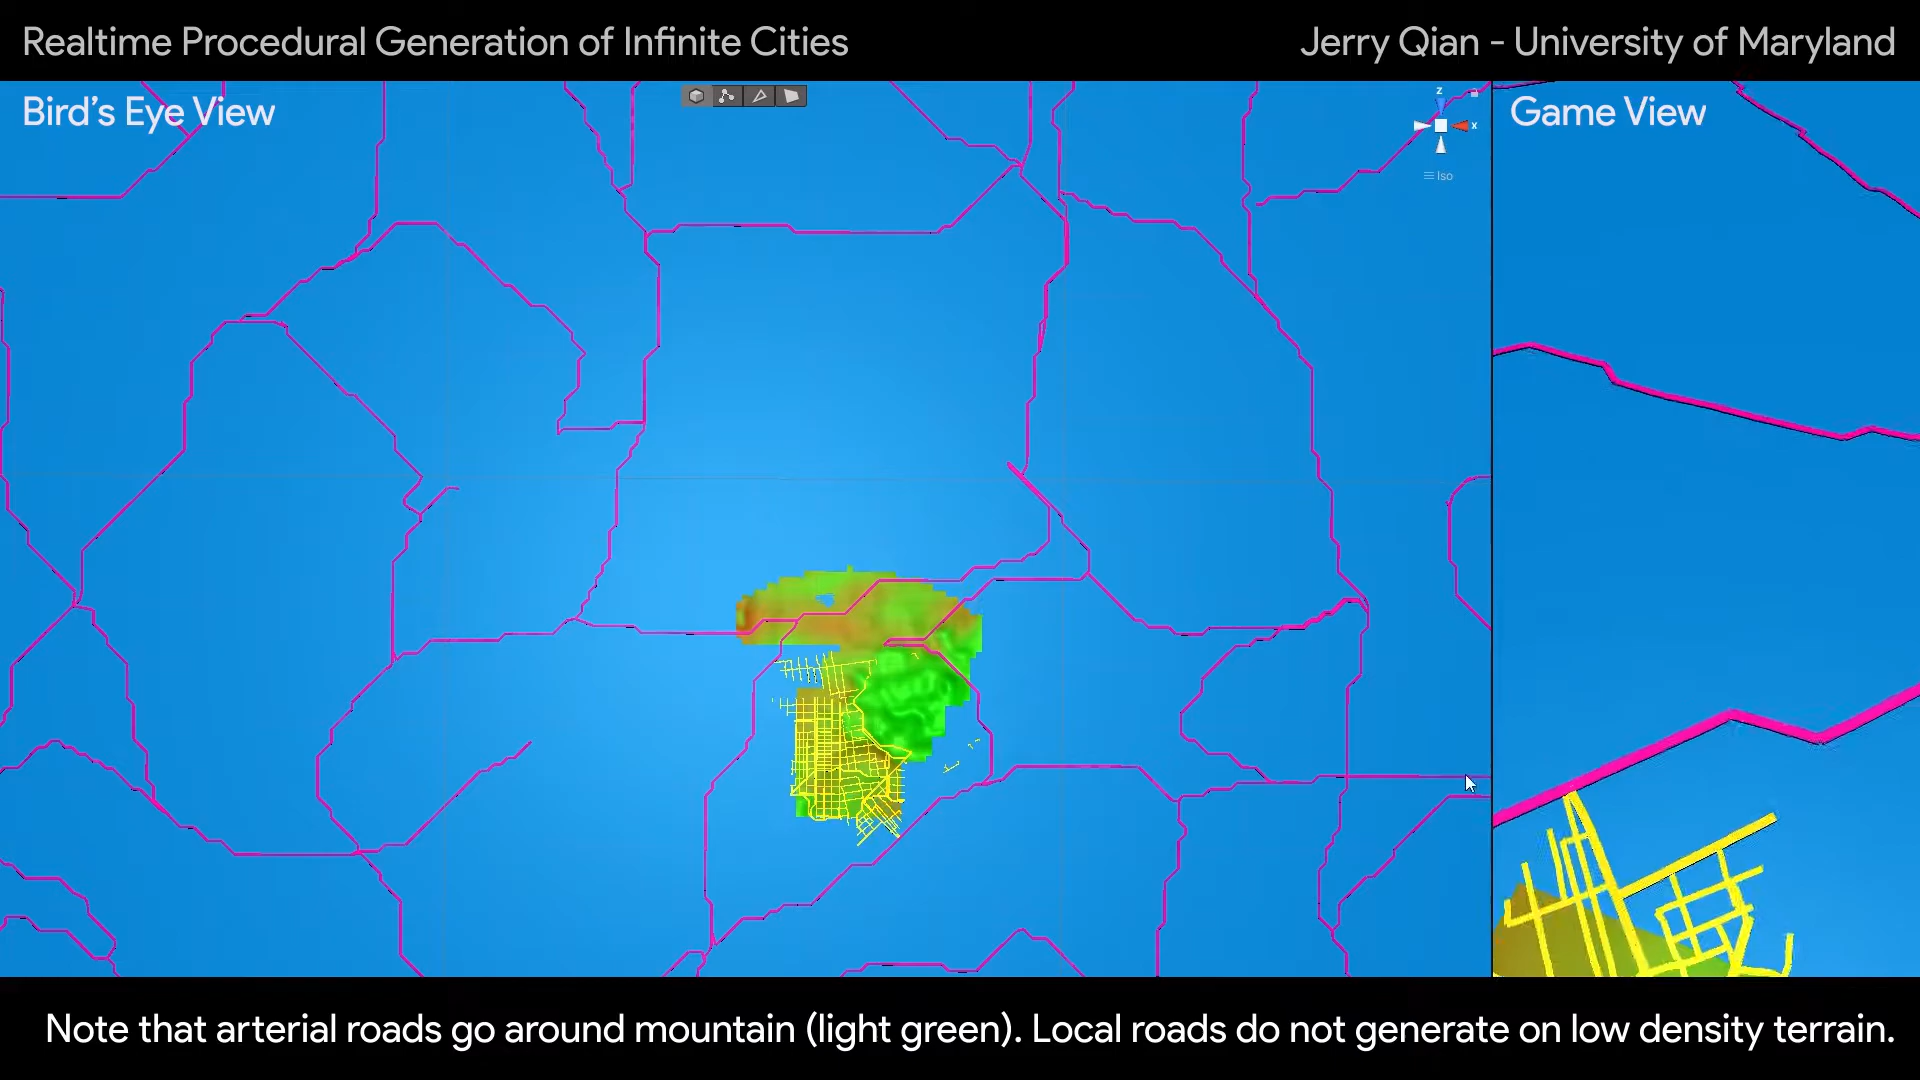 Realtime Procedural Generation of Infinite Cities
Jerry Qian - University of Maryland
Bird’s Eye View
Game View
z
x
Iso
Note that arterial roads go around mountain (light green). Local roads do not generate on low density terrain.